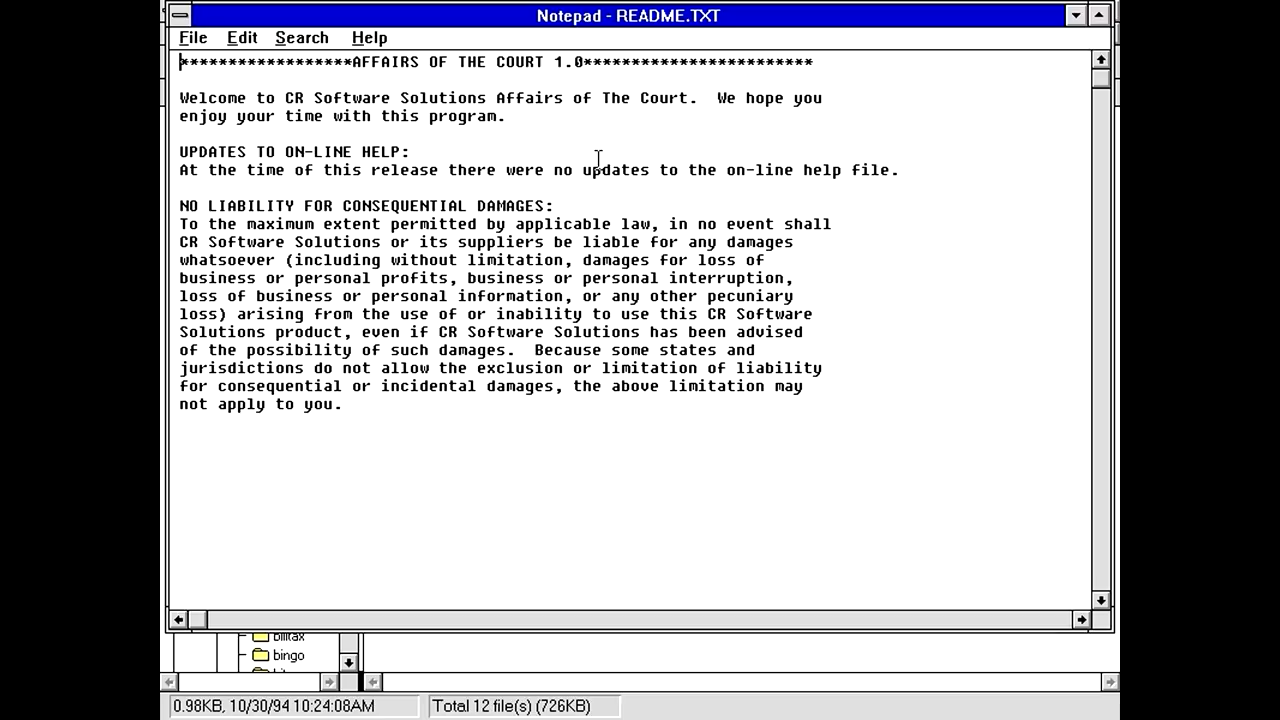 Notepad - README.TXT
File Edit Search Help
******************AFFAIRS OF THE COURT 1.0************************
Welcome to CR Software Solutions Affairs of The Court.  We hope you
enjoy your time with this program.
UPDATES TO ON-LINE HELP:
At the time of this release there were no updates to the on-line help file.
NO LIABILITY FOR CONSEQUENTIAL DAMAGES:
To the maximum extent permitted by applicable law, in no event shall
CR Software Solutions or its suppliers be liable for any damages
whatsoever (including without limitation, damages for loss of
business or personal profits, business or personal interruption,
loss of business or personal information, or any other pecuniary
loss) arising from the use of or inability to use this CR Software
Solutions product, even if CR Software Solutions has been advised
of the possibility of such damages.  Because some states and
jurisdictions do not allow the exclusion or limitation of liability
for consequential or incidental damages, the above limitation may
not apply to you.
billtax
bingo
0.98KB, 10/30/94 10:24:08AM
Total 12 file(s) (726KB)